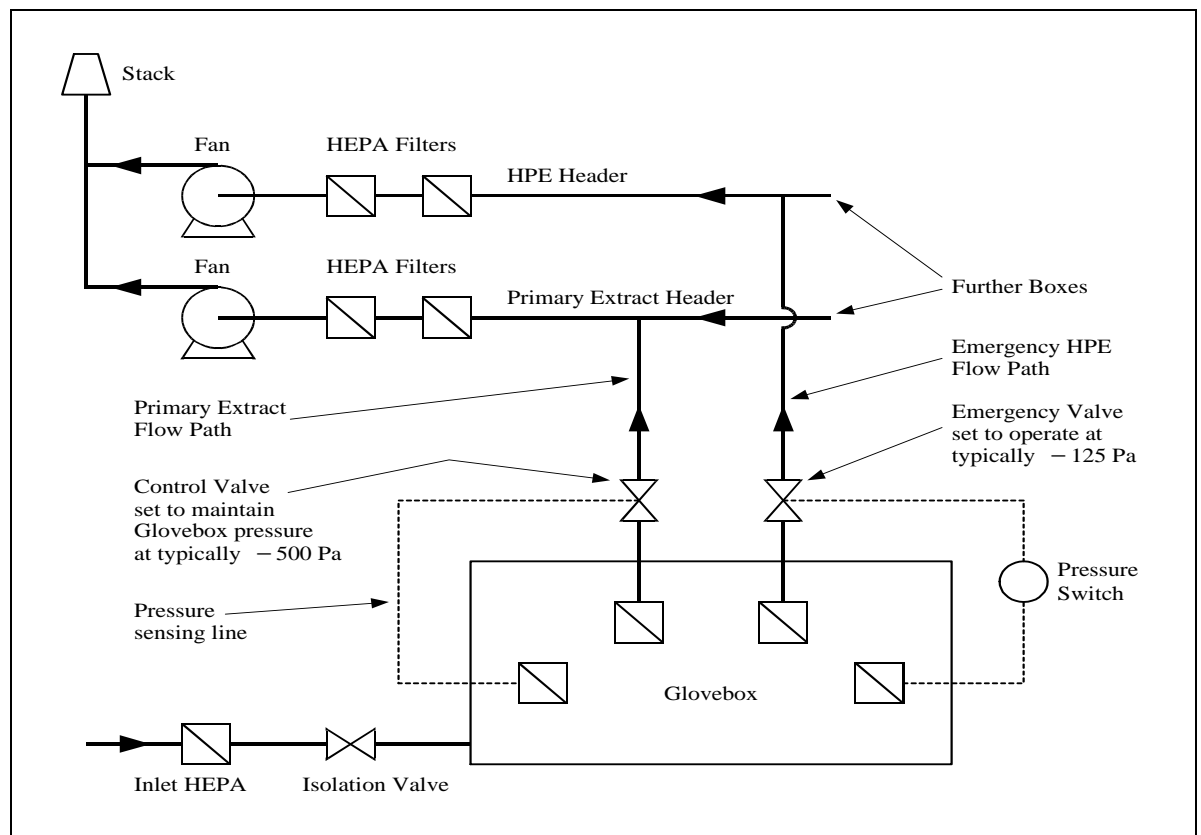 Stack
Fan
HEPA Filters
HPE Header
Fan
HEPA Filters
Primary Extract Header
Further Boxes
Emergency HPE
Flow Path
Primary Extract
Flow Path
Emergency Valve
set to operate at
typically − 125 Pa
Control Valve
set to maintain
Glovebox pressure
at typically − 500 Pa
Pressure
Switch
Pressure
sensing line
Glovebox
Inlet HEPA
Isolation Valve